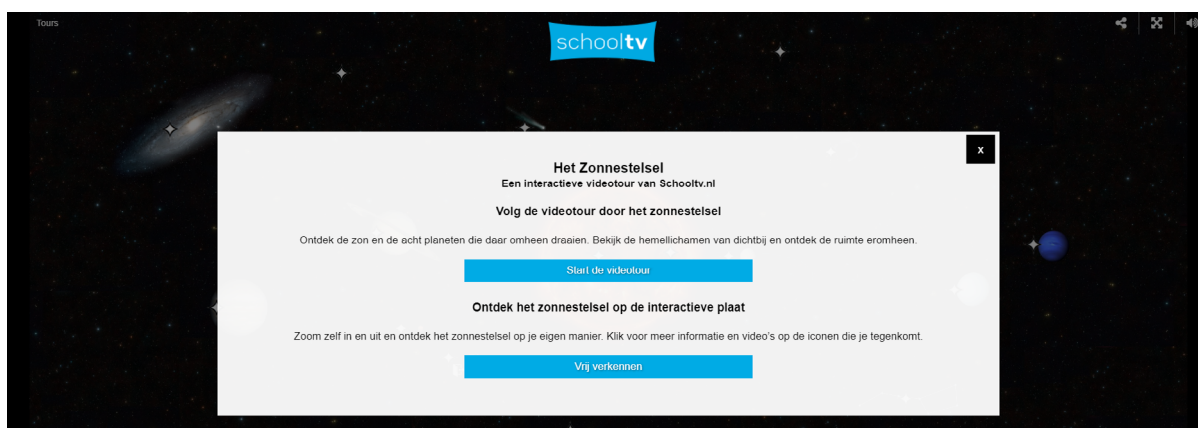 Tours
schooltv
x
Het Zonnestelsel
Een interactieve videotour van Schooltv.nl
Volg de videotour door het zonnestelsel
Ontdek de zon en de acht planeten die daar omheen draaien. Bekijk de hemellichamen van dichtbij en ontdek de ruimte eromheen.
Start de videotour
Ontdek het zonnestelsel op de interactieve plaat
Zoom zelf in en uit en ontdek het zonnestelsel op je eigen manier. Klik voor meer informatie en video's op de iconen die je tegenkomt.
Vrij verkennen